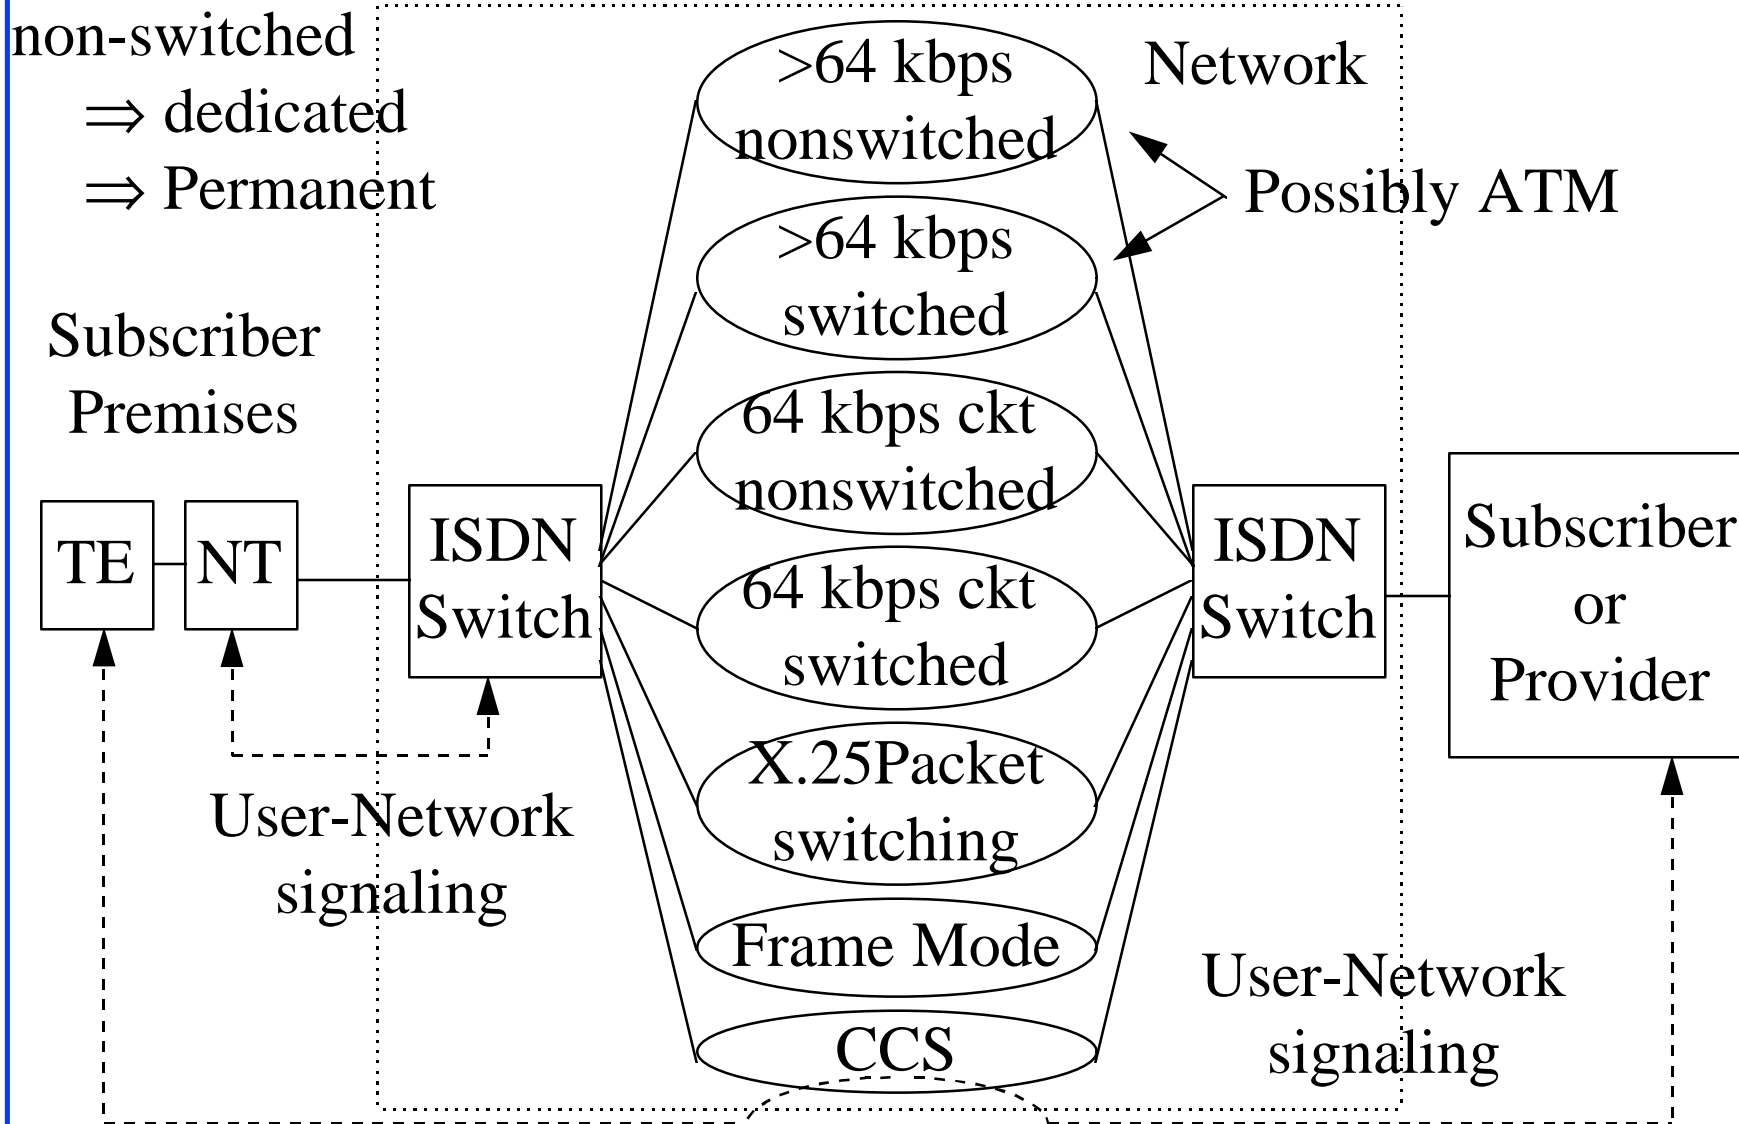 non-switched
⇒ dedicated
⇒ Permanent
Subscriber
Premises
TE
NT
ISDN
Switch
User-Network
signaling
>64 kbps
nonswitched
>64 kbps
switched
64 kbps ckt
nonswitched
64 kbps ckt
switched
X.25Packet
switching
Frame Mode
CCS
Network
Possibly ATM
ISDN
Switch
Subscriber
or
Provider
User-Network
signaling